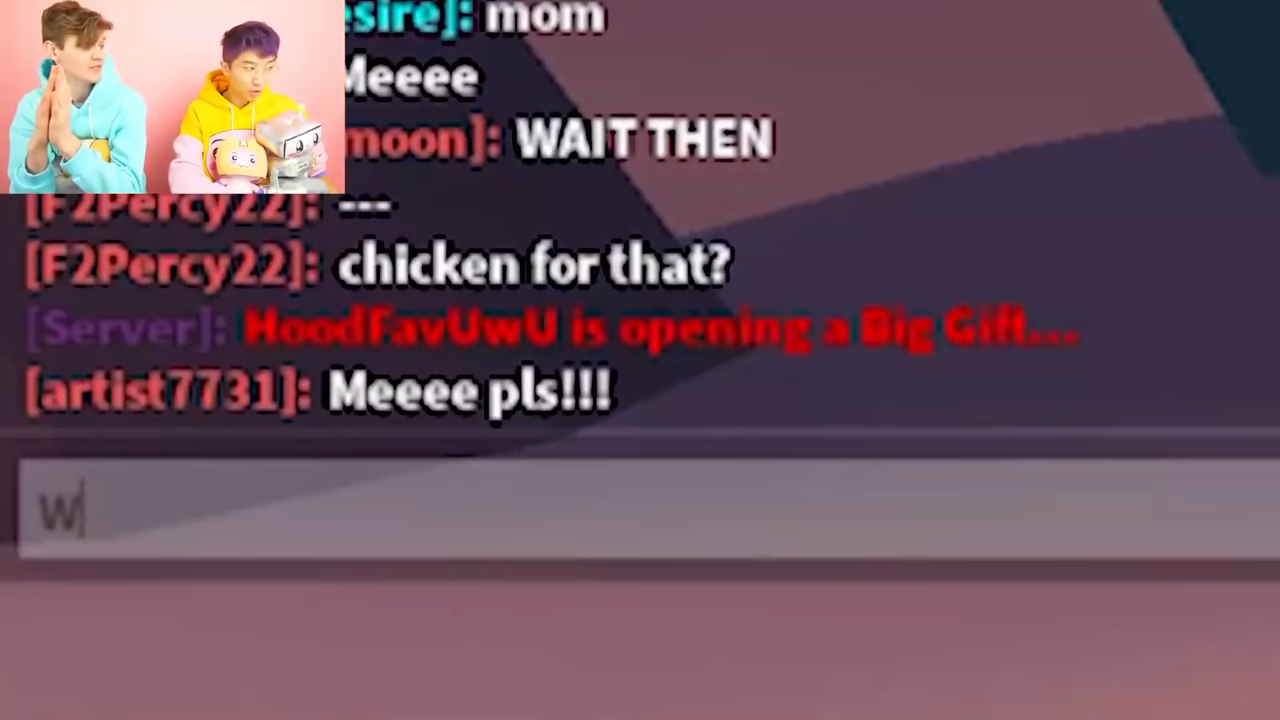 esire]: mom
Meeee
moon]: WAIT THEN
[F2Percy22]: ---
[F2Percy22]: chicken for that?
[Server]: HoodFavUwU is opening a Big Gift...
[artist7731]: Meeee pls!!!
w